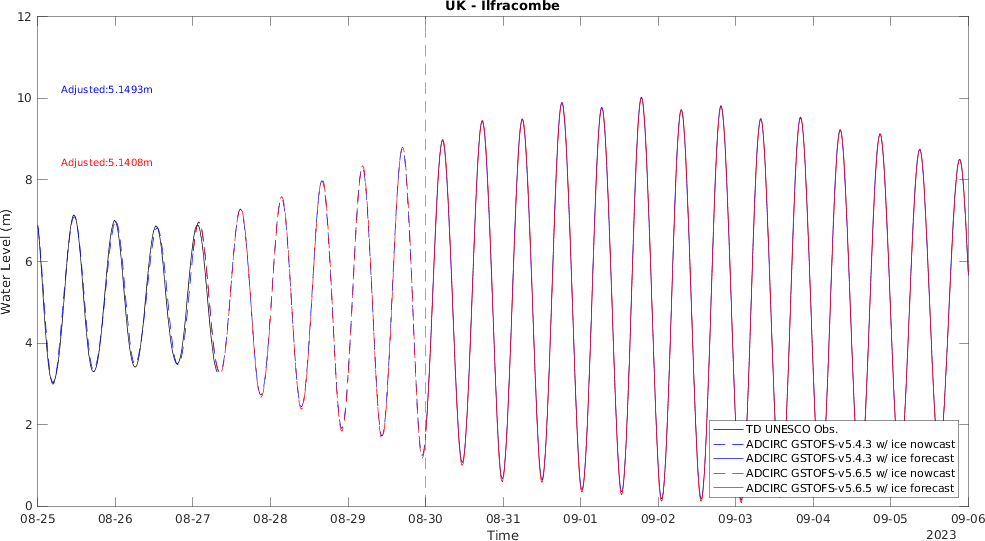 UK - Ilfracombe
12
10
8
6
4
2
0
Water Level (m)
Adjusted:5.1493m
Adjusted:5.1408m
TD UNESCO Obs.
ADCIRC GSTOFS-v5.4.3 w/ ice nowcast
ADCIRC GSTOFS-v5.4.3 w/ ice forecast
ADCIRC GSTOFS-v5.6.5 w/ ice nowcast
ADCIRC GSTOFS-v5.6.5 w/ ice forecast
08-25 08-26 08-27 08-28 08-29 08-30 08-31 09-01 09-02 09-03 09-04 09-05 09-06
Time
2023